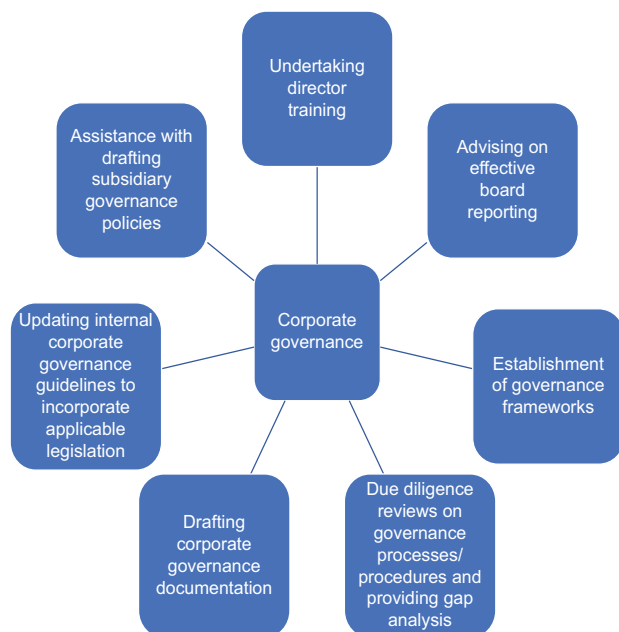 Undertaking
director
training
Assistance with
drafting
subsidiary
governance
policies
Advising on
effective
board
reporting
Corporate
governance
Updating internal
corporate
governance
guidelines to
incorporate
applicable
legislation
Establishment
of governance
frameworks
Drafting
corporate
governance
documentation
Due diligence
reviews on
governance
processes/
procedures and
providing gap
analysis